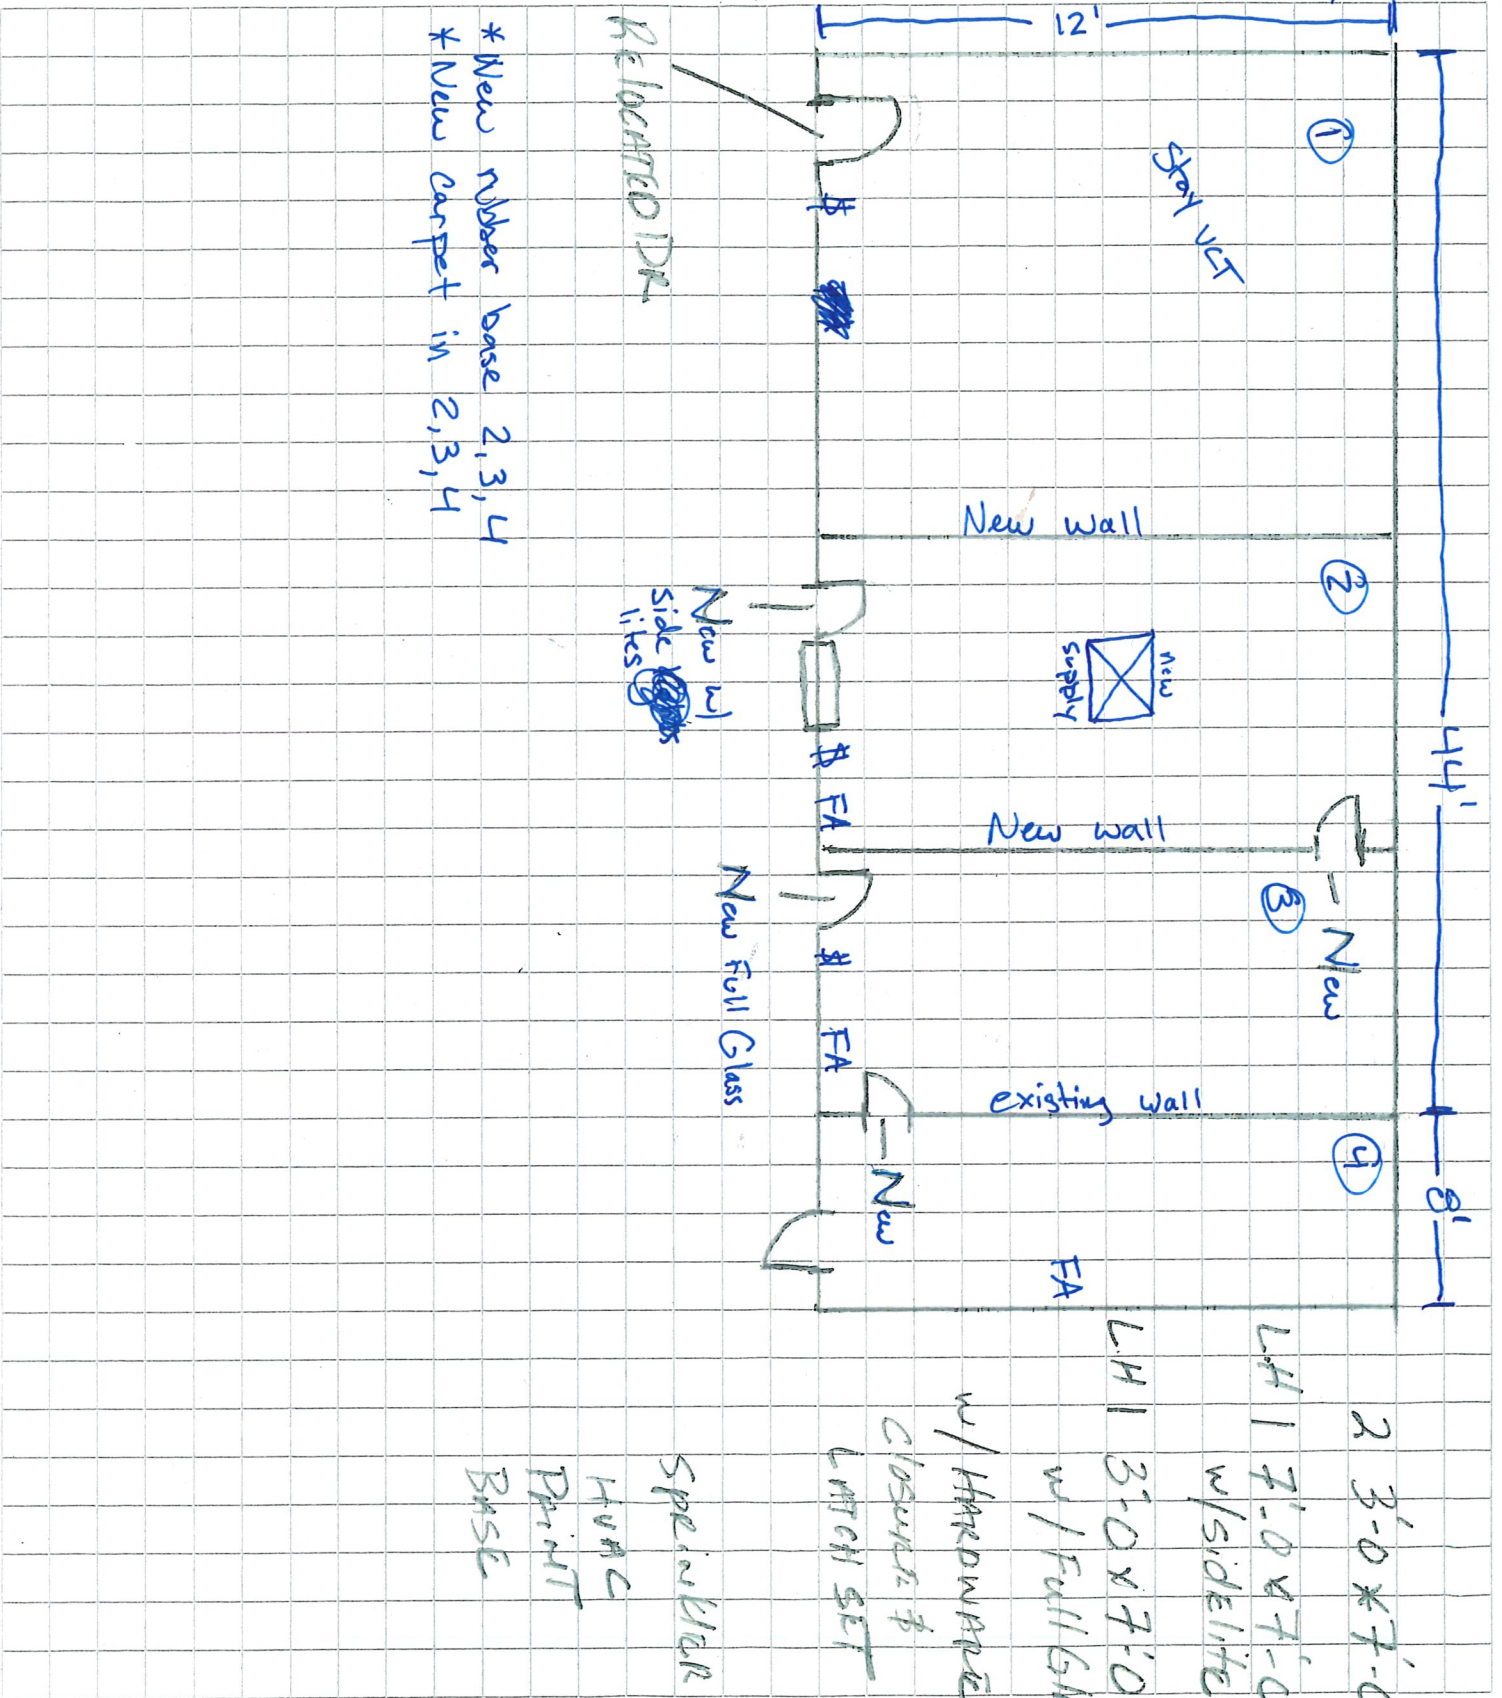 12'
44'
8'
①
Stay VCT
New wall
②
new
supply
New wall
③
New
existing wall
④
New
FA
$
$
FA
$
FA
RELOCATED DR
New w/
side
lites
New Full Glass
* New rubber base 2,3,4
* New carpet in 2,3,4
2 3'-0 x 7'-0
LH 1 7'-0 x 7'-0
w/sidelite
LH 1 3'-0 x 7'-0
w/ Full Gl
w/ HARDWARE
LATCH SET
Sprinkler
HVAC
PAINT
BASE